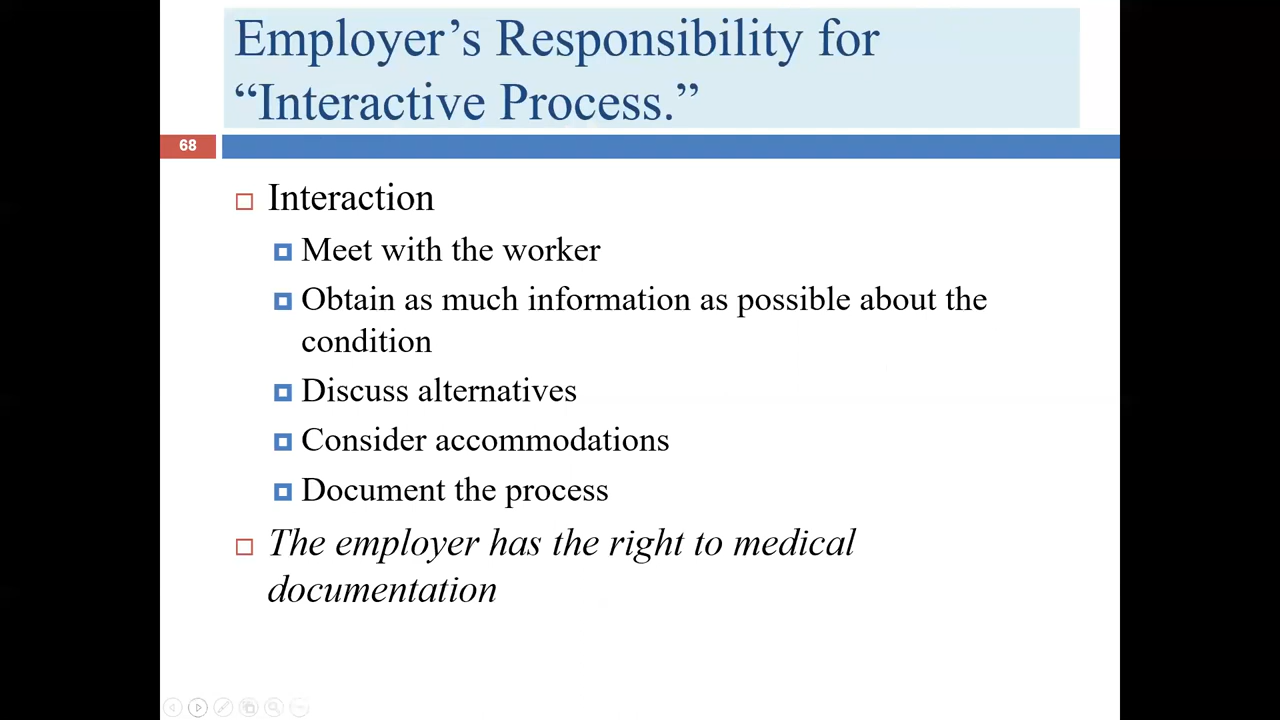 Employer’s Responsibility for
“Interactive Process.”
68
Interaction
Meet with the worker
Obtain as much information as possible about the
condition
Discuss alternatives
Consider accommodations
Document the process
The employer has the right to medical
documentation